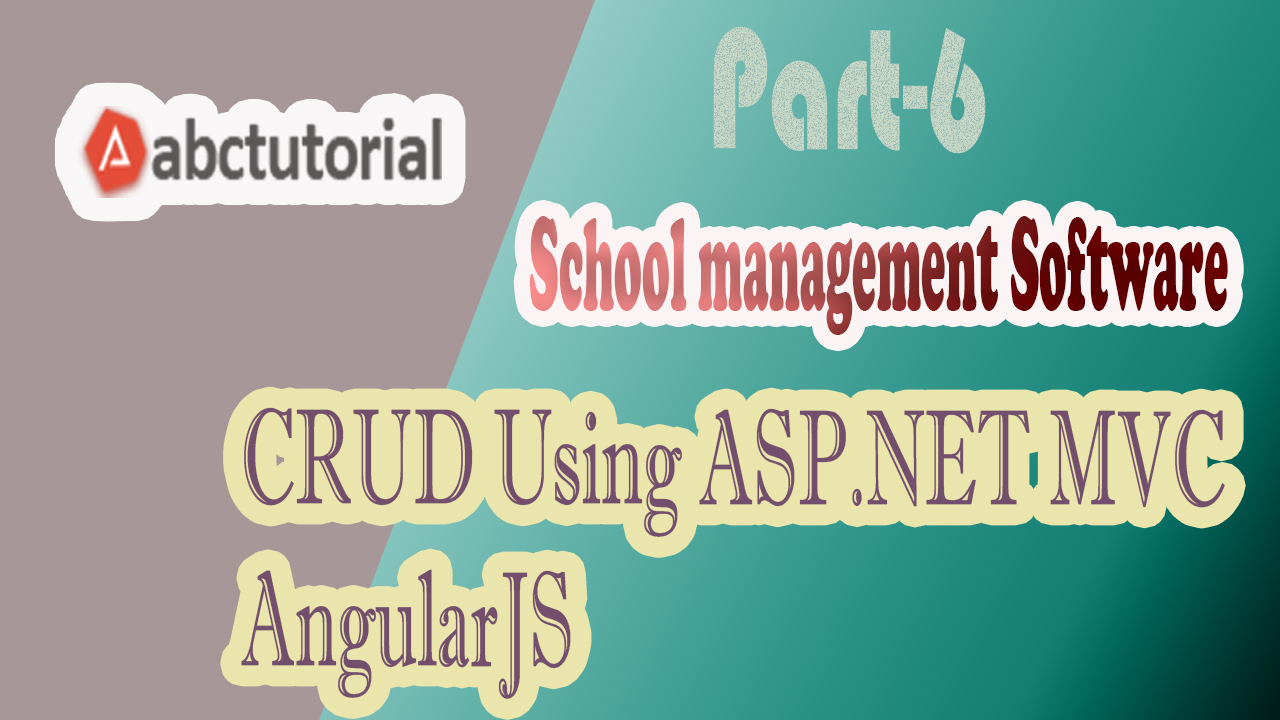 Part-6
abctutorial
School management Software
CRUD Using ASP.NET MVC
AngularJS